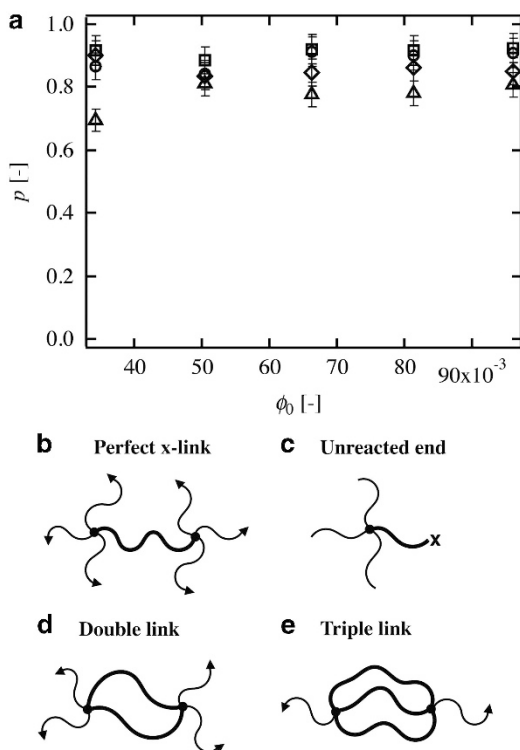 a
1.0
0.8
0.6
0.4
0.2
0.0
p [-]
40 50 60 70 80 90x10⁻³
ϕ₀ [-]
b Perfect x-link
c Unreacted end
x
d Double link
e Triple link